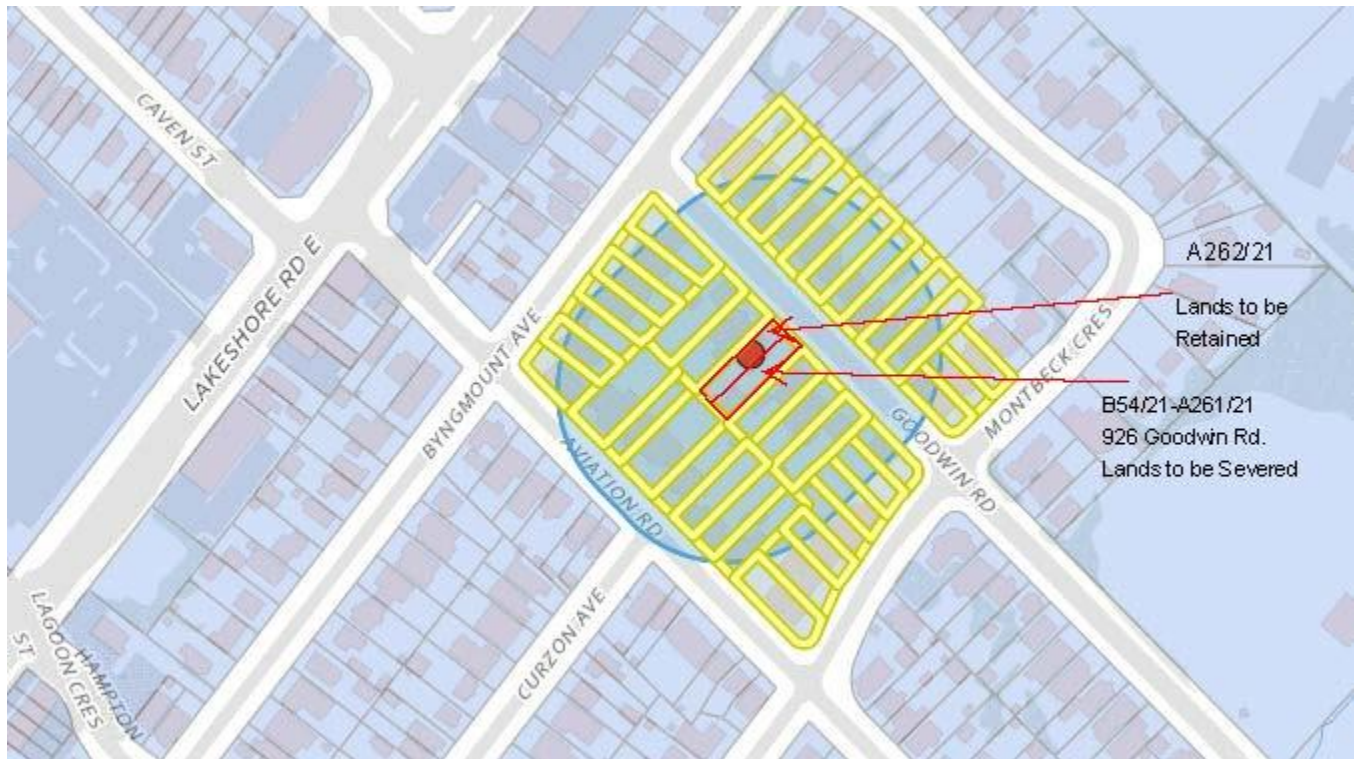 CAVEN ST
LAKESHORE RD E
BYNGMOUNT AVE
AVIATION RD
GOODWIN RD
MONTBECK CRES
CURZON AVE
LAGOON CRES
HAMPTON
ST
A262/21
Lands to be
Retained
B54/21-A261/21
926 Goodwin Rd.
Lands to be Severed